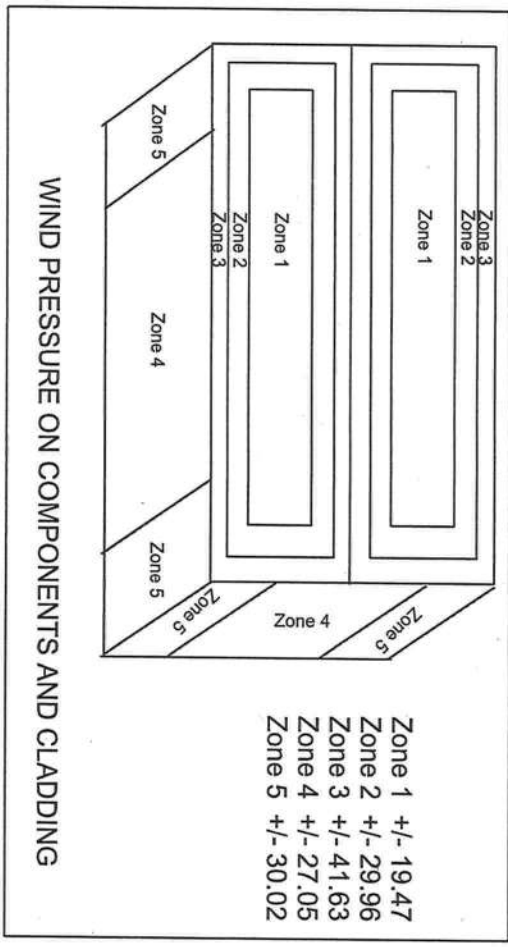 Zone 3
Zone 2
Zone 1
Zone 1
Zone 2
Zone 3
Zone 5
Zone 4
Zone 5
Zone 5
Zone 4
Zone 5
Zone 1 +/- 19.47
Zone 2 +/- 29.96
Zone 3 +/- 41.63
Zone 4 +/- 27.05
Zone 5 +/- 30.02
WIND PRESSURE ON COMPONENTS AND CLADDING